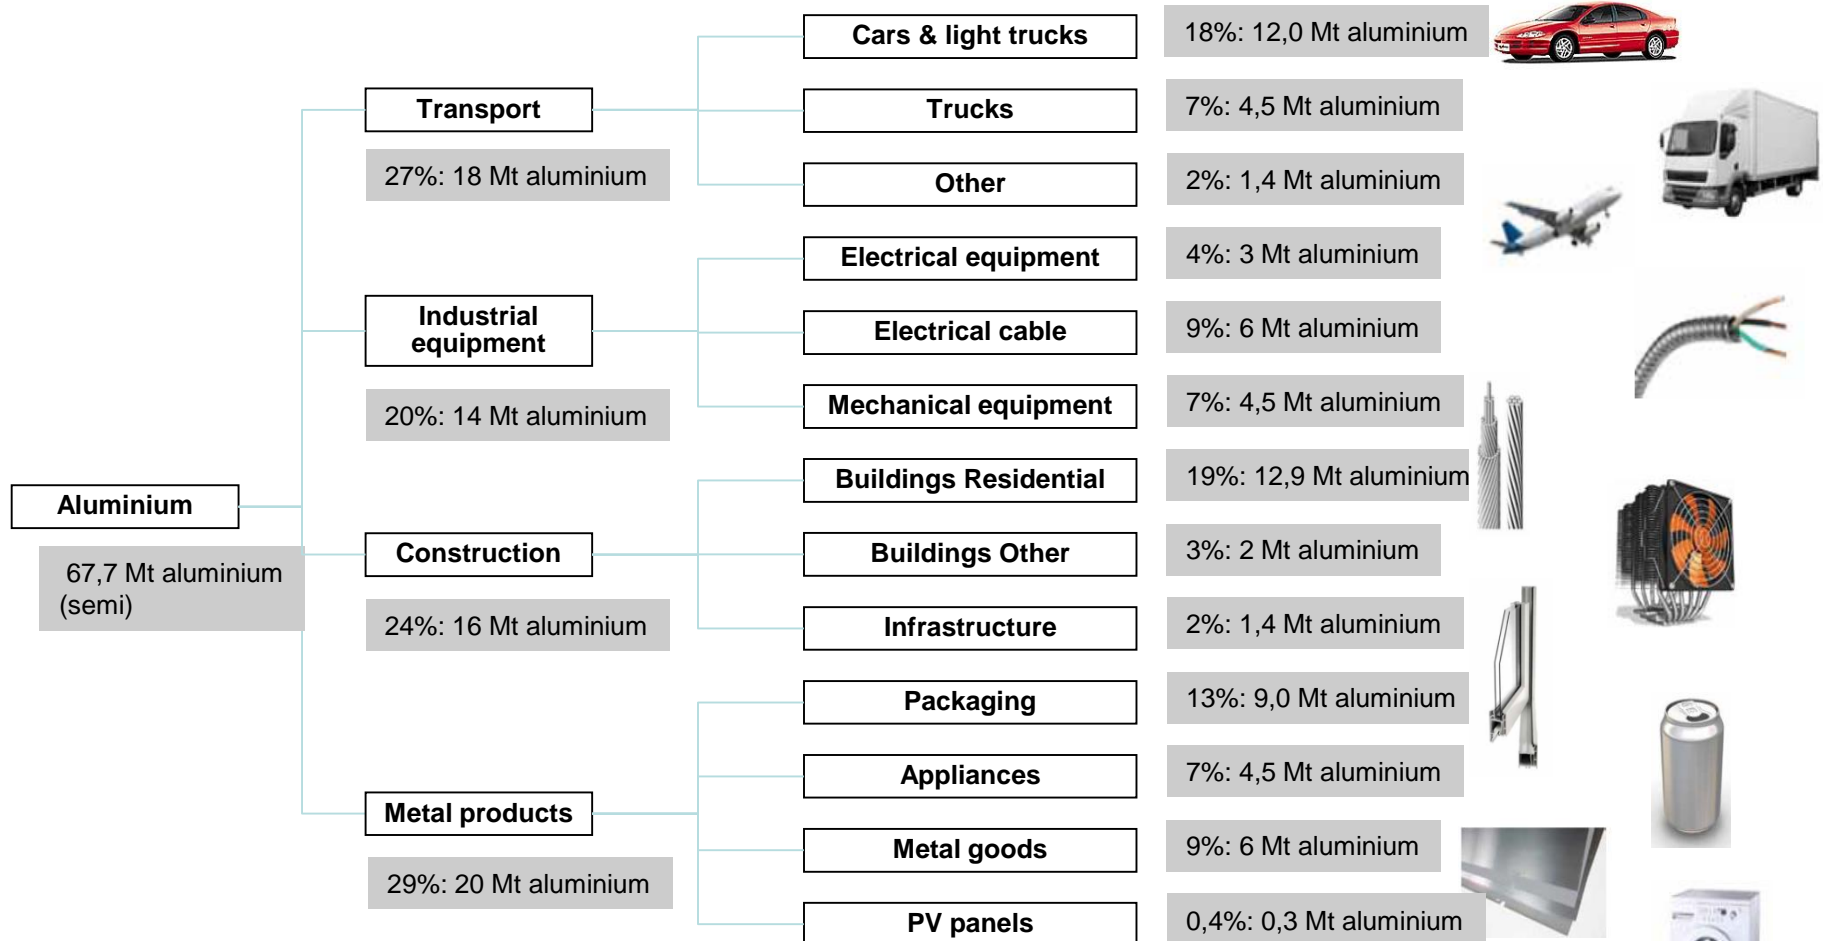 Aluminium
67,7 Mt aluminium
(semi)
Transport
27%: 18 Mt aluminium
Cars & light trucks
18%: 12,0 Mt aluminium
Trucks
7%: 4,5 Mt aluminium
Other
2%: 1,4 Mt aluminium
Industrial
equipment
20%: 14 Mt aluminium
Electrical equipment
4%: 3 Mt aluminium
Electrical cable
9%: 6 Mt aluminium
Mechanical equipment
7%: 4,5 Mt aluminium
Construction
24%: 16 Mt aluminium
Buildings Residential
19%: 12,9 Mt aluminium
Buildings Other
3%: 2 Mt aluminium
Infrastructure
2%: 1,4 Mt aluminium
Metal products
29%: 20 Mt aluminium
Packaging
13%: 9,0 Mt aluminium
Appliances
7%: 4,5 Mt aluminium
Metal goods
9%: 6 Mt aluminium
PV panels
0,4%: 0,3 Mt aluminium